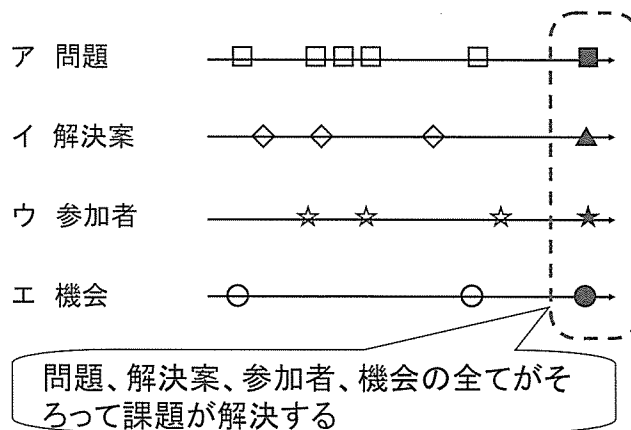 ア 問題
イ 解決案
ウ 参加者
エ 機会
問題、解決案、参加者、機会の全てがそ
ろって課題が解決する